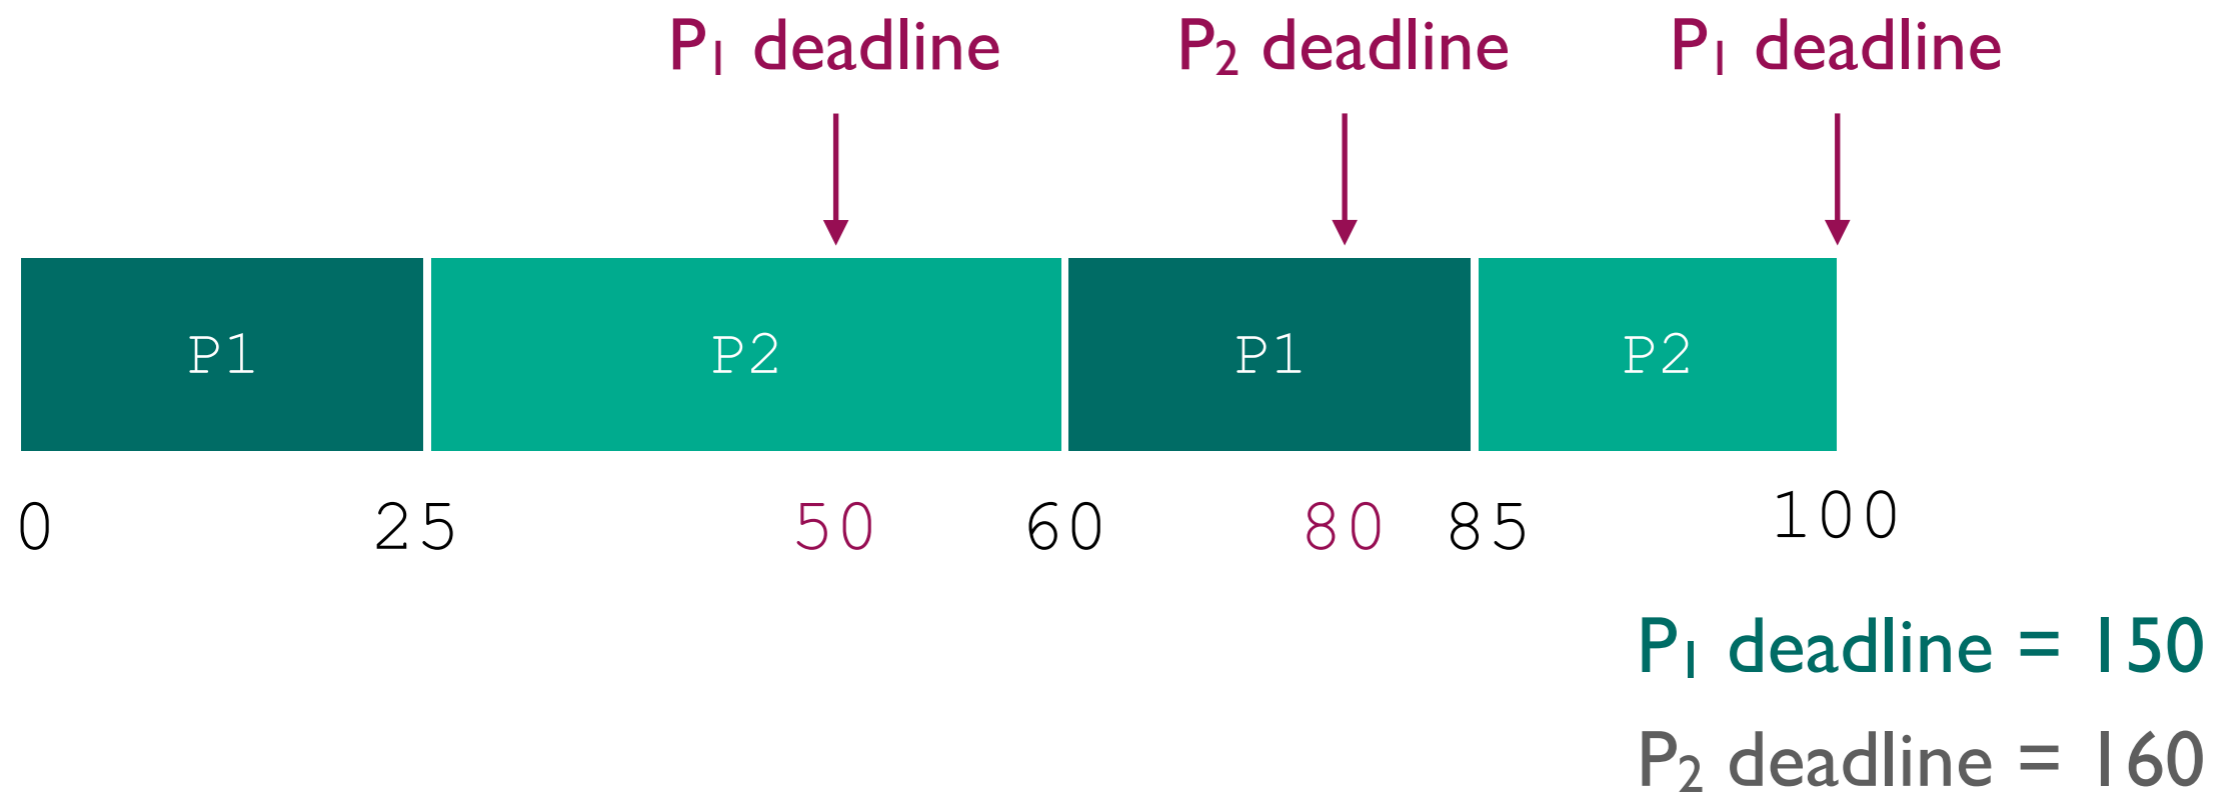 P₁ deadline P₂ deadline P₁ deadline
P1 P2 P1 P2
0 25 50 60 80 85 100
P₁ deadline = 150
P₂ deadline = 160